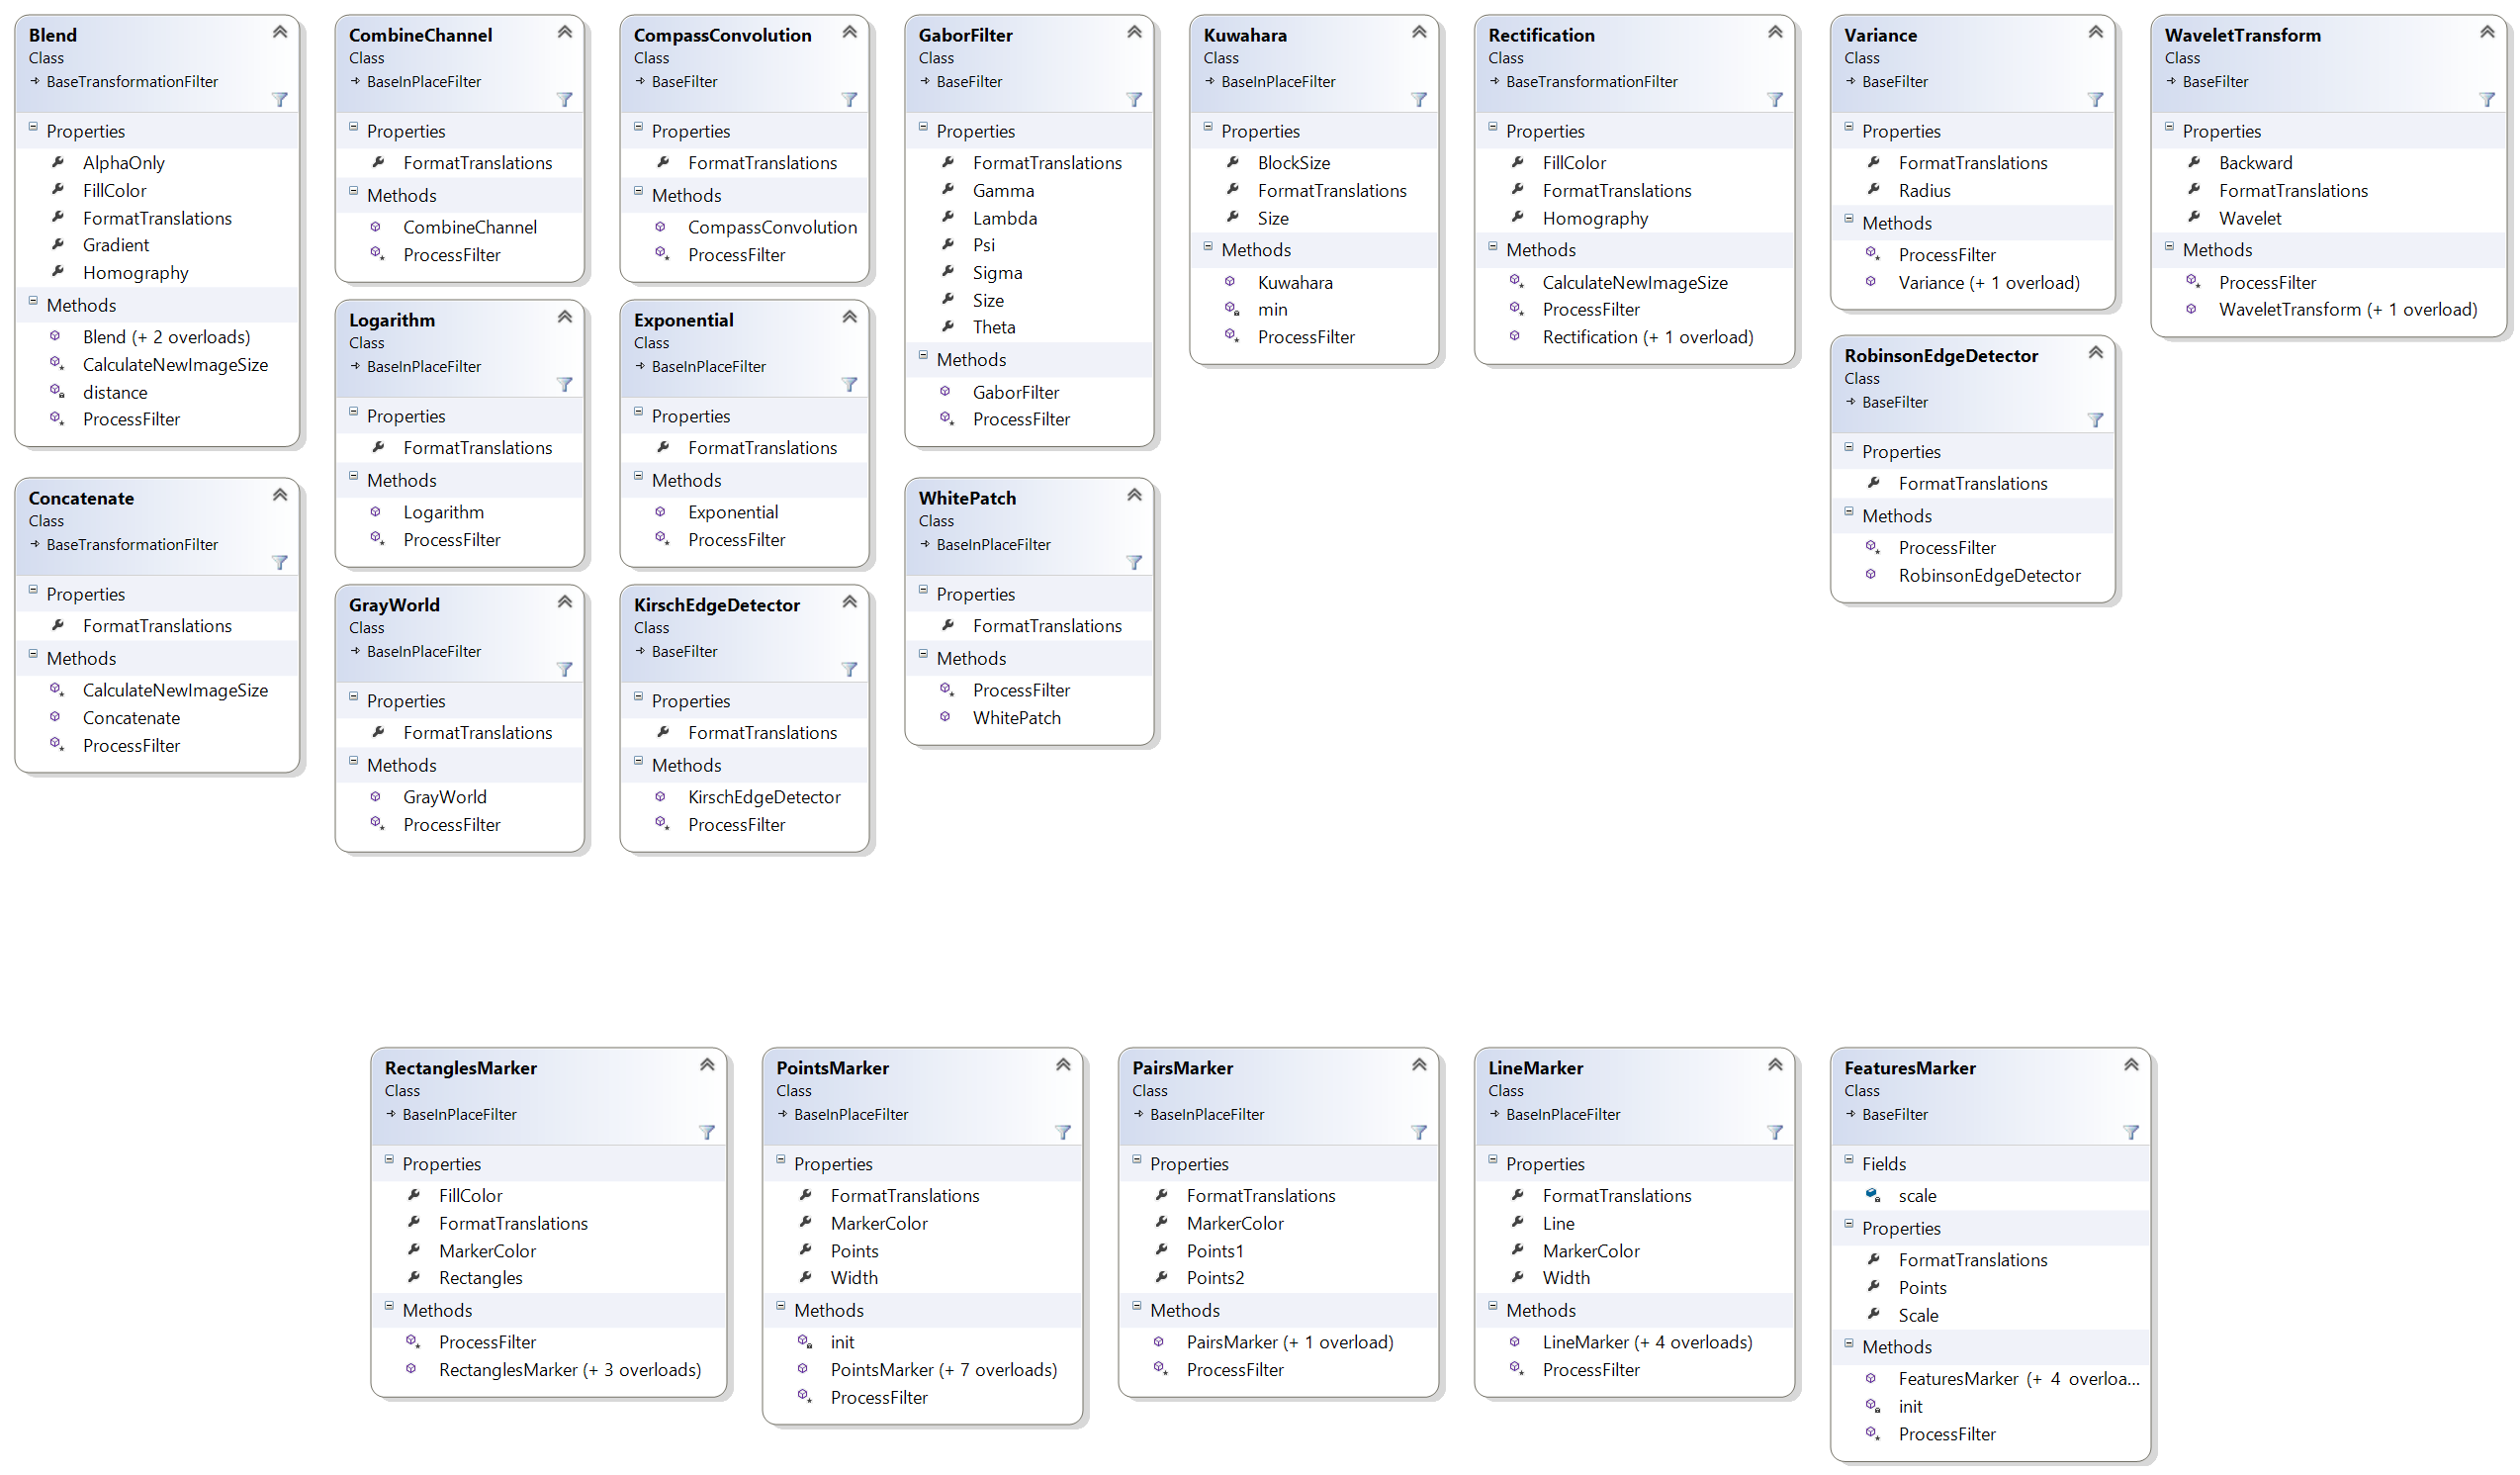 Blend
Class
BaseTransformationFilter
Properties
AlphaOnly
FillColor
FormatTranslations
Gradient
Homography
Methods
Blend (+ 2 overloads)
CalculateNewImageSize
distance
ProcessFilter
CombineChannel
Class
BaseInPlaceFilter
Properties
FormatTranslations
Methods
CombineChannel
ProcessFilter
CompassConvolution
Class
BaseFilter
Properties
FormatTranslations
Methods
CompassConvolution
ProcessFilter
GaborFilter
Class
BaseFilter
Properties
FormatTranslations
Gamma
Lambda
Psi
Sigma
Size
Theta
Methods
GaborFilter
ProcessFilter
Kuwahara
Class
BaseInPlaceFilter
Properties
BlockSize
FormatTranslations
Size
Methods
Kuwahara
min
ProcessFilter
Rectification
Class
BaseTransformationFilter
Properties
FillColor
FormatTranslations
Homography
Methods
CalculateNewImageSize
ProcessFilter
Rectification (+ 1 overload)
Variance
Class
BaseFilter
Properties
FormatTranslations
Radius
Methods
ProcessFilter
Variance (+ 1 overload)
WaveletTransform
Class
BaseFilter
Properties
Backward
FormatTranslations
Wavelet
Methods
ProcessFilter
WaveletTransform (+ 1 overload)
Logarithm
Class
BaseInPlaceFilter
Properties
FormatTranslations
Methods
Logarithm
ProcessFilter
Exponential
Class
BaseInPlaceFilter
Properties
FormatTranslations
Methods
Exponential
ProcessFilter
RobinsonEdgeDetector
Class
BaseFilter
Properties
FormatTranslations
Methods
ProcessFilter
RobinsonEdgeDetector
Concatenate
Class
BaseTransformationFilter
Properties
FormatTranslations
Methods
CalculateNewImageSize
Concatenate
ProcessFilter
WhitePatch
Class
BaseInPlaceFilter
Properties
FormatTranslations
Methods
ProcessFilter
WhitePatch
GrayWorld
Class
BaseInPlaceFilter
Properties
FormatTranslations
Methods
GrayWorld
ProcessFilter
KirschEdgeDetector
Class
BaseFilter
Properties
FormatTranslations
Methods
KirschEdgeDetector
ProcessFilter
RectanglesMarker
Class
BaseInPlaceFilter
Properties
FillColor
FormatTranslations
MarkerColor
Rectangles
Methods
ProcessFilter
RectanglesMarker (+ 3 overloads)
PointsMarker
Class
BaseInPlaceFilter
Properties
FormatTranslations
MarkerColor
Points
Width
Methods
init
PointsMarker (+ 7 overloads)
ProcessFilter
PairsMarker
Class
BaseInPlaceFilter
Properties
FormatTranslations
MarkerColor
Points1
Points2
Methods
PairsMarker (+ 1 overload)
ProcessFilter
LineMarker
Class
BaseInPlaceFilter
Properties
FormatTranslations
Line
MarkerColor
Width
Methods
LineMarker (+ 4 overloads)
ProcessFilter
FeaturesMarker
Class
BaseFilter
Fields
scale
Properties
FormatTranslations
Points
Scale
Methods
FeaturesMarker (+ 4 overloa...
init
ProcessFilter